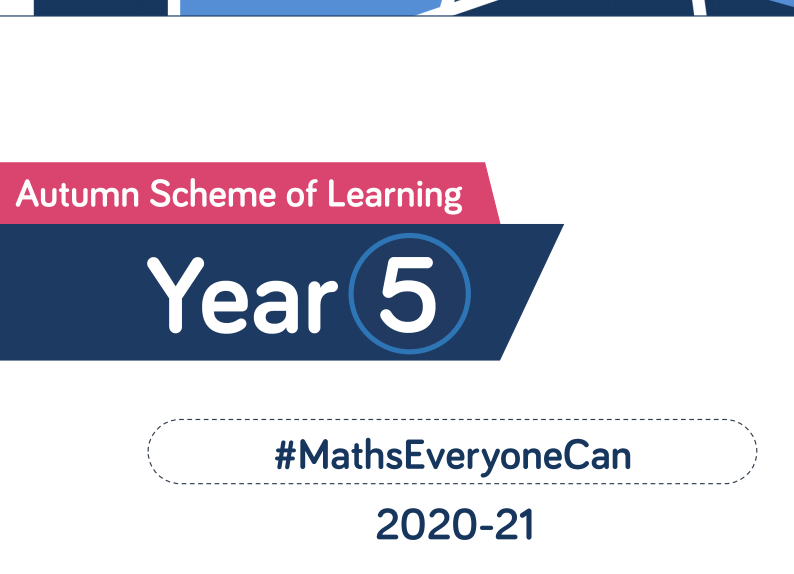 Autumn Scheme of Learning
Year 5
#MathsEveryoneCan
2020-21